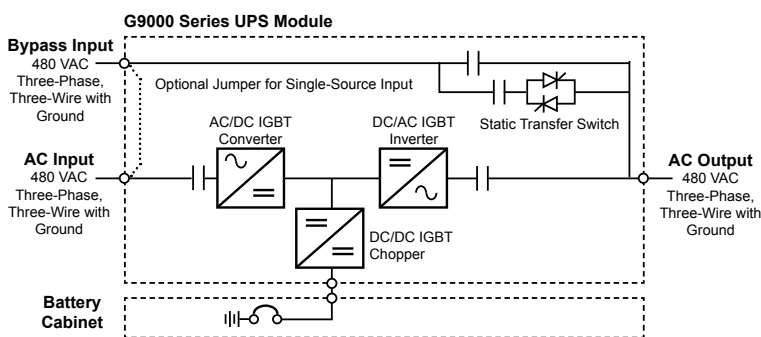 G9000 Series UPS Module
Bypass Input
480 VAC
Three-Phase,
Three-Wire with
Ground
Optional Jumper for Single-Source Input
Static Transfer Switch
AC/DC IGBT
Converter
DC/AC IGBT
Inverter
AC Input
480 VAC
Three-Phase,
Three-Wire with
Ground
AC Output
480 VAC
Three-Phase,
Three-Wire with
Ground
DC/DC IGBT
Chopper
Battery
Cabinet